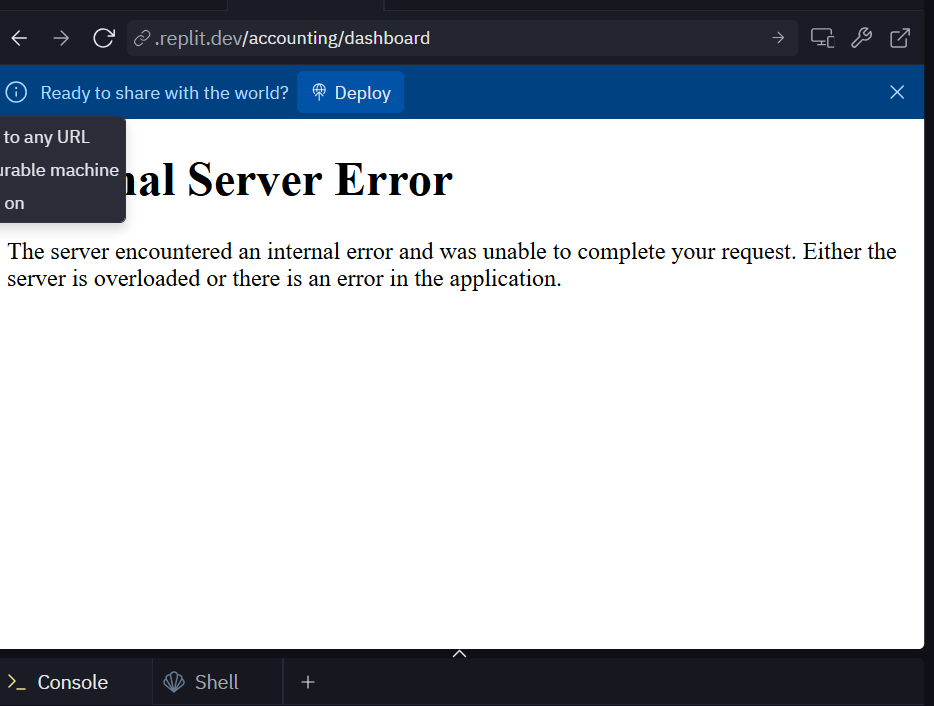 .replit.dev/accounting/dashboard
Ready to share with the world? Deploy
to any URL
machine
on
Server Error
The server encountered an internal error and was unable to complete your request. Either the
server is overloaded or there is an error in the application.
Console Shell